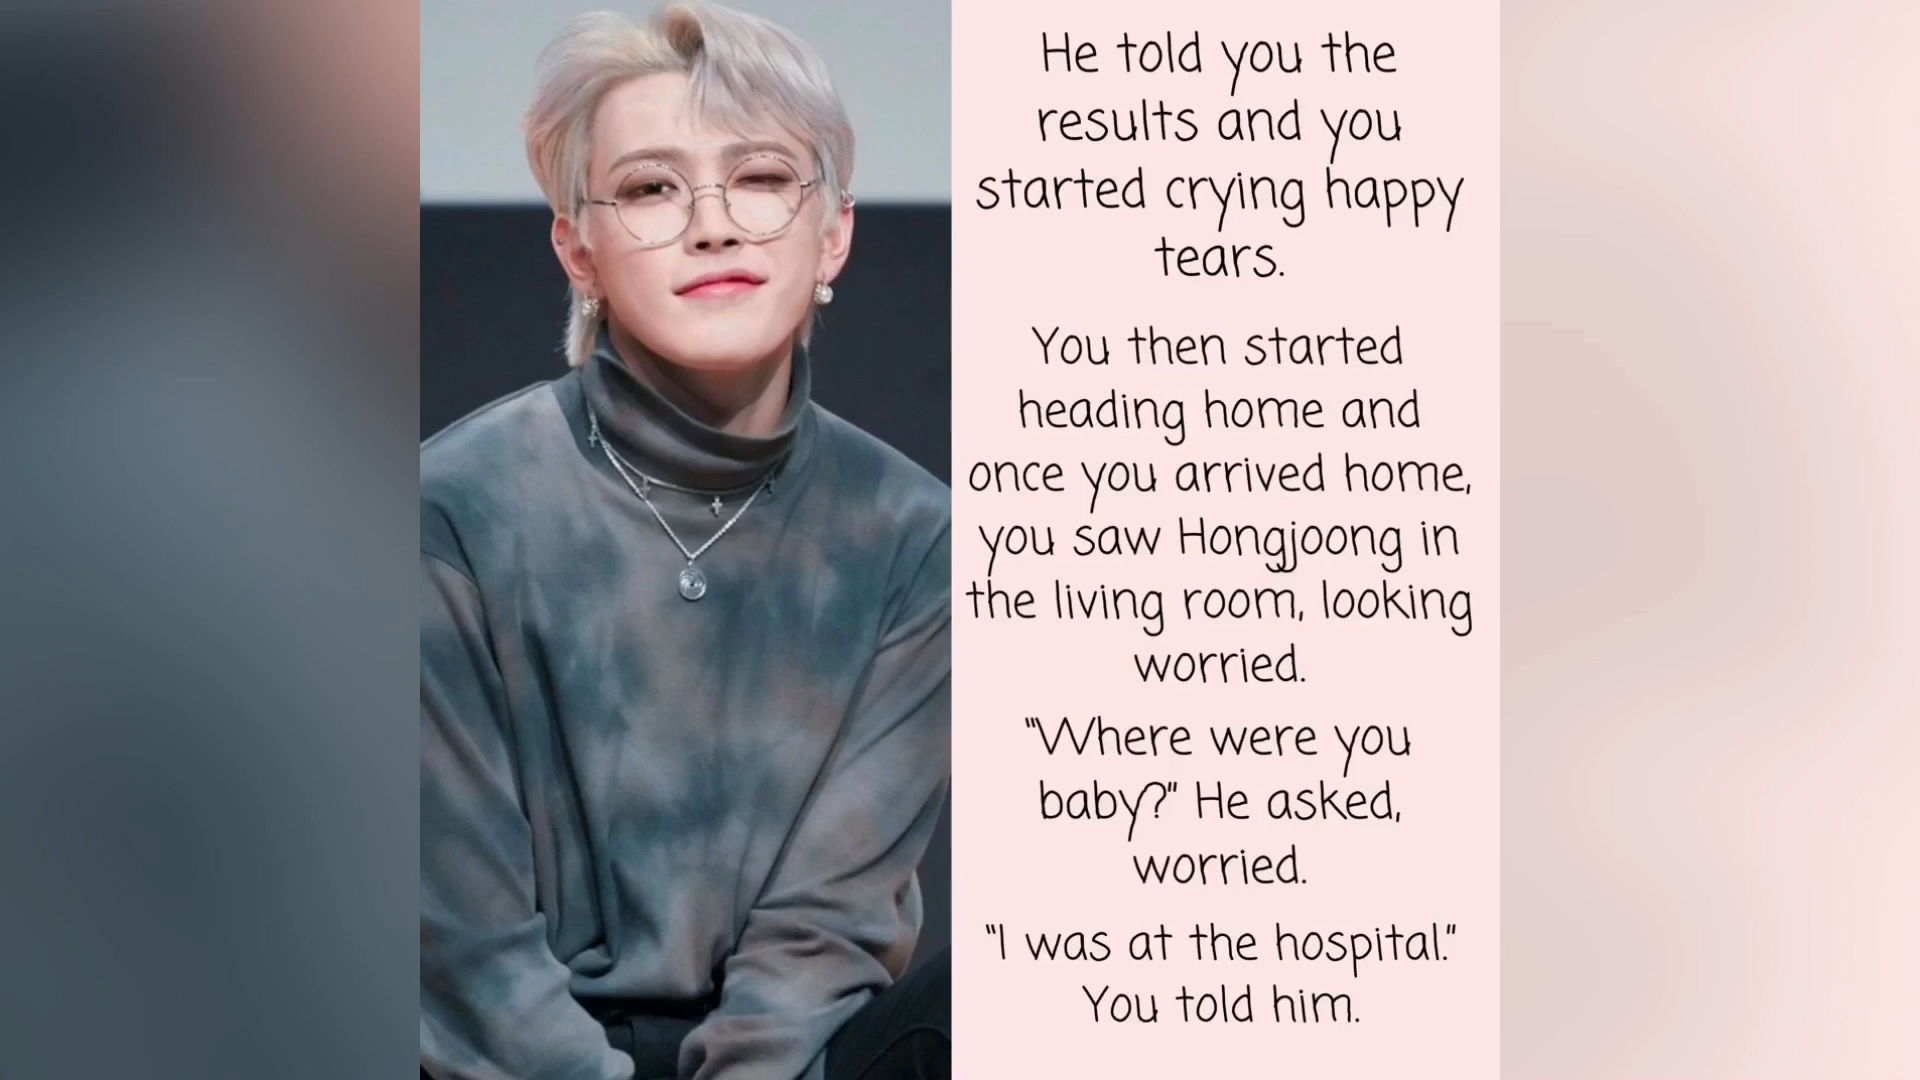 He told you the
results and you
started crying happy
tears.
You then started
heading home and
once you arrived home,
you saw Hongjoong in
the living room, looking
worried.
"Where were you
baby?" He asked,
worried.
"I was at the hospital."
You told him.